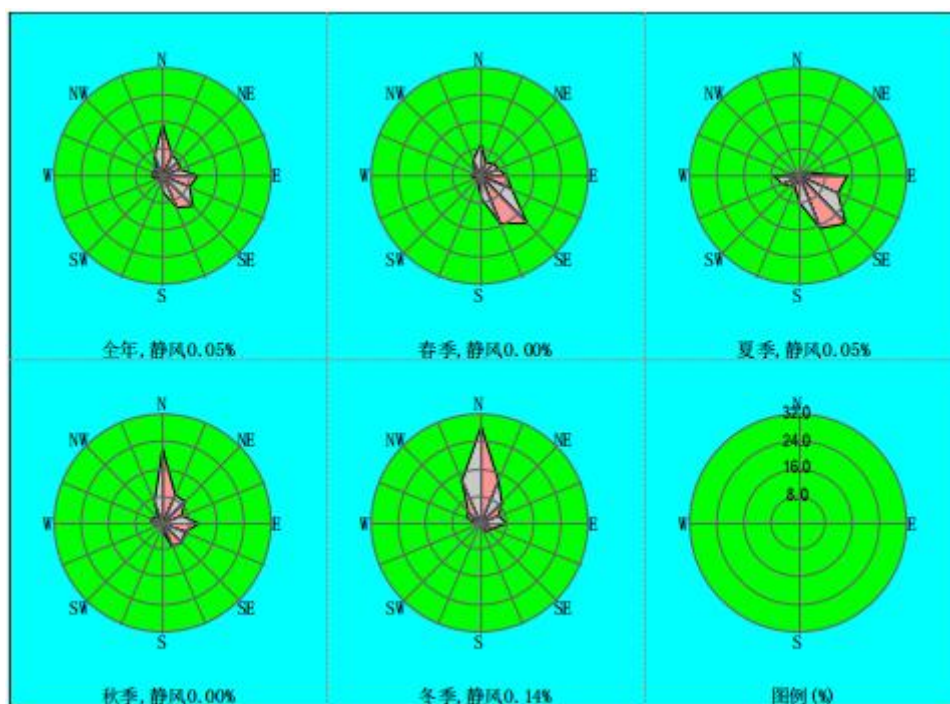 N
NW NE
W E
SW SE
S
全年,静风0.05%
N
NW NE
W E
SW SE
S
春季,静风0.00%
N
NW NE
W E
SW SE
S
夏季,静风0.05%
N
NW NE
W E
SW SE
S
秋季,静风0.00%
N
NW NE
W E
SW SE
S
冬季,静风0.14%
N
32.0
24.0
16.0
8.0
W E
S
图例(%)